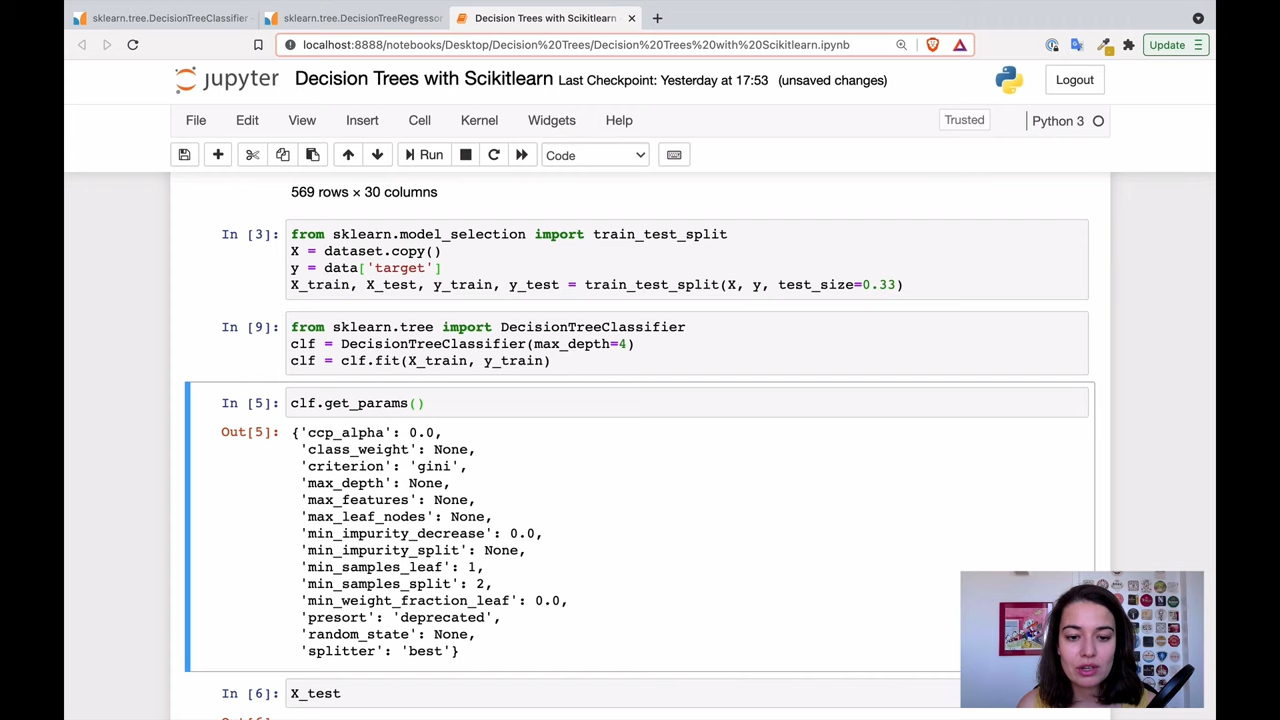 sklearn.tree.DecisionTreeClassifier
sklearn.tree.DecisionTreeRegressor
Decision Trees with Scikitlearn
localhost:8888/notebooks/Desktop/Decision%20Trees/Decision%20Trees%20with%20Scikitlearn.ipynb
Update
jupyter Decision Trees with Scikitlearn Last Checkpoint: Yesterday at 17:53 (unsaved changes)
Logout
File Edit View Insert Cell Kernel Widgets Help
Trusted
Python 3
Run
Code
569 rows × 30 columns
In [3]: from sklearn.model_selection import train_test_split
X = dataset.copy()
y = data['target']
X_train, X_test, y_train, y_test = train_test_split(X, y, test_size=0.33)
In [9]: from sklearn.tree import DecisionTreeClassifier
clf = DecisionTreeClassifier(max_depth=4)
clf = clf.fit(X_train, y_train)
In [5]: clf.get_params()
Out[5]: {'ccp_alpha': 0.0,
'class_weight': None,
'criterion': 'gini',
'max_depth': None,
'max_features': None,
'max_leaf_nodes': None,
'min_impurity_decrease': 0.0,
'min_impurity_split': None,
'min_samples_leaf': 1,
'min_samples_split': 2,
'min_weight_fraction_leaf': 0.0,
'presort': 'deprecated',
'random_state': None,
'splitter': 'best'}
In [6]: X_test